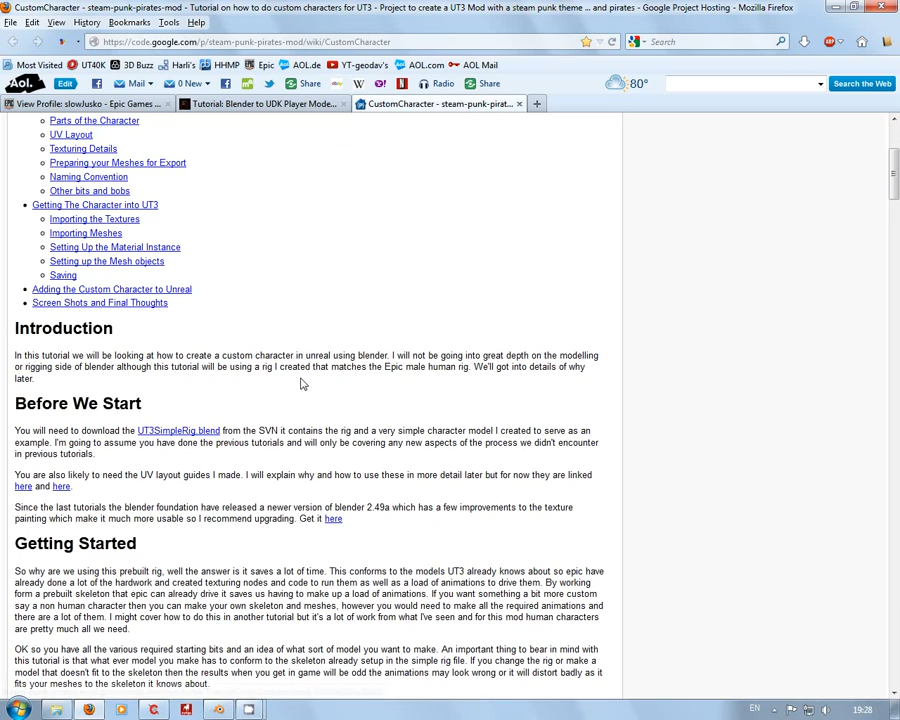 CustomCharacter - steam-punk-pirates-mod - Tutorial on how to do custom characters for UT3 - Project to create a UT3 Mod with a steam punk theme ... and pirates - Google Project Hosting - Mozilla Firefox
File Edit View History Bookmarks Tools Help
https://code.google.com/p/steam-punk-pirates-mod/wiki/CustomCharacter
Search
Most Visited UT40K 3D Buzz Harli's HHMP Epic AOL.de YT-geodav's AOL.com AOL Mail
Aol. Edit Mail 0 New Share Radio Share 80° Search the Web
View Profile: slowJusko - Epic Games ... Tutorial: Blender to UDK Player Mode... CustomCharacter - steam-punk-pirat...
Parts of the Character
UV Layout
Texturing Details
Preparing your Meshes for Export
Naming Convention
Other bits and bobs
Getting The Character into UT3
Importing the Textures
Importing Meshes
Setting Up the Material Instance
Setting up the Mesh objects
Saving
Adding the Custom Character to Unreal
Screen Shots and Final Thoughts
Introduction
In this tutorial we will be looking at how to create a custom character in unreal using blender. I will not be going into great depth on the modelling
or rigging side of blender although this tutorial will be using a rig I created that matches the Epic male human rig. We'll got into details of why
later.
Before We Start
You will need to download the UT3SimpleRig.blend from the SVN it contains the rig and a very simple character model I created to serve as an
example. I'm going to assume you have done the previous tutorials and will only be covering any new aspects of the process we didn't encounter
in previous tutorials.
You are also likely to need the UV layout guides I made. I will explain why and how to use these in more detail later but for now they are linked
here and here.
Since the last tutorials the blender foundation have released a newer version of blender 2.49a which has a few improvements to the texture
painting which make it much more usable so I recommend upgrading. Get it here
Getting Started
So why are we using this prebuilt rig, well the answer is it saves a lot of time. This conforms to the models UT3 already knows about so epic have
already done a lot of the hardwork and created texturing nodes and code to run them as well as a load of animations to drive them. By working
form a prebuilt skeleton that epic can already drive it saves us having to make up a load of animations. If you want something a bit more custom
say a non human character then you can make your own skeleton and meshes, however you would need to make all the required animations and
there are a lot of them. I might cover how to do this in another tutorial but it's a lot of work from what I've seen and for this mod human characters
are pretty much all we need.
OK so you have all the various required starting bits and an idea of what sort of model you want to make. An important thing to bear in mind with
this tutorial is that what ever model you make has to conform to the skeleton already setup in the simple rig file. If you change the rig or make a
model that doesn't fit to the skeleton then the results when you get in game will be odd the animations may look wrong or it will distort badly as it
fits your meshes to the skeleton it knows about.
EN 19:28